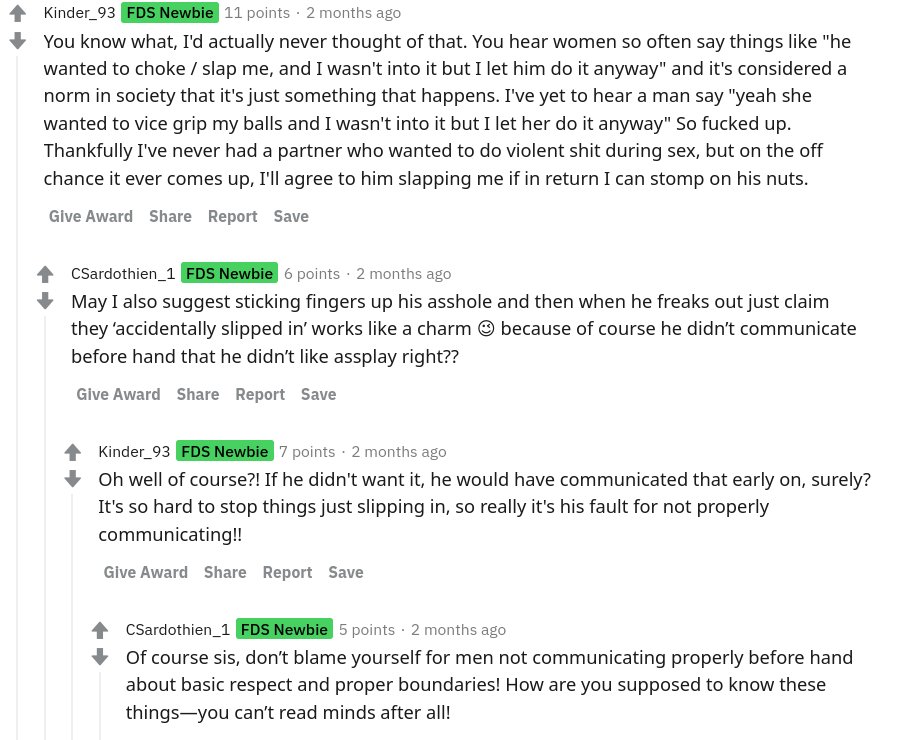 Kinder_93 FDS Newbie 11 points · 2 months ago
You know what, I'd actually never thought of that. You hear women so often say things like "he
wanted to choke / slap me, and I wasn't into it but I let him do it anyway" and it's considered a
norm in society that it's just something that happens. I've yet to hear a man say "yeah she
wanted to vice grip my balls and I wasn't into it but I let her do it anyway" So fucked up.
Thankfully I've never had a partner who wanted to do violent shit during sex, but on the off
chance it ever comes up, I'll agree to him slapping me if in return I can stomp on his nuts.
Give Award Share Report Save
CSardothien_1 FDS Newbie 6 points · 2 months ago
May I also suggest sticking fingers up his asshole and then when he freaks out just claim
they ‘accidentally slipped in’ works like a charm 😉 because of course he didn’t communicate
before hand that he didn’t like assplay right??
Give Award Share Report Save
Kinder_93 FDS Newbie 7 points · 2 months ago
Oh well of course?! If he didn't want it, he would have communicated that early on, surely?
It's so hard to stop things just slipping in, so really it's his fault for not properly
communicating!!
Give Award Share Report Save
CSardothien_1 FDS Newbie 5 points · 2 months ago
Of course sis, don’t blame yourself for men not communicating properly before hand
about basic respect and proper boundaries! How are you supposed to know these
things—you can’t read minds after all!